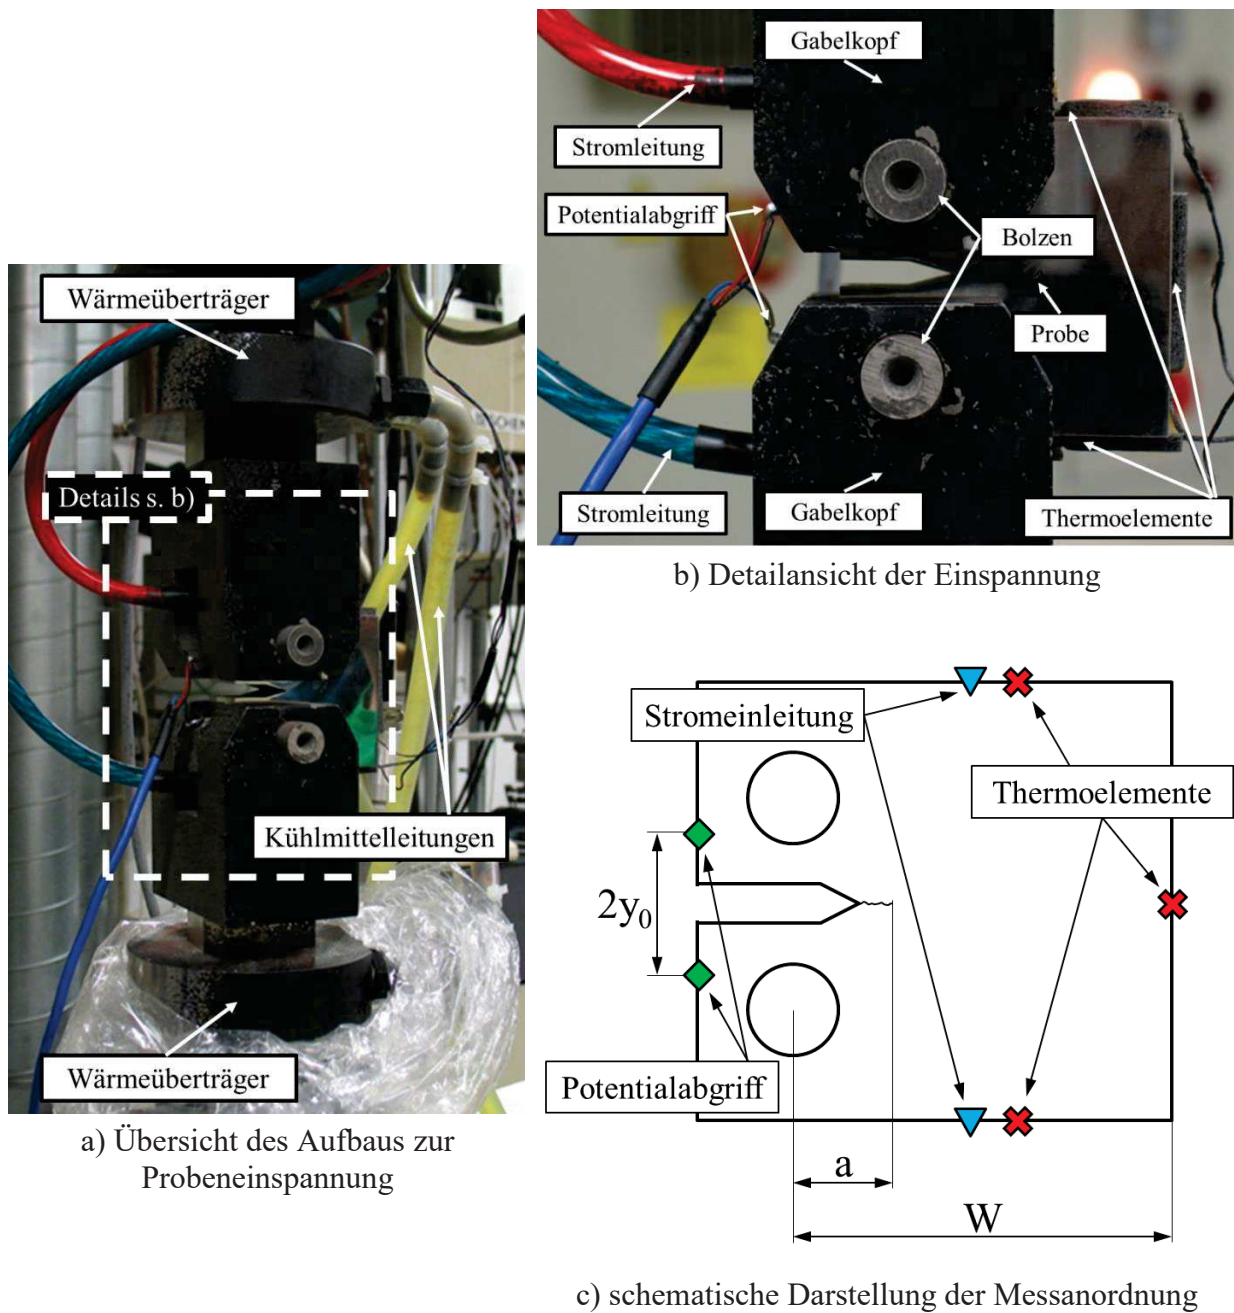 Wärmeüberträger
Details s. b)
Kühlmittelleitungen
Wärmeüberträger
a) Übersicht des Aufbaus zur
Probeneinspannung
Gabelkopf
Stromleitung
Potentialabgriff
Bolzen
Probe
Stromleitung
Gabelkopf
Thermoelemente
b) Detailansicht der Einspannung
Stromeinleitung
Thermoelemente
2y₀
Potentialabgriff
a
W
c) schematische Darstellung der Messanordnung